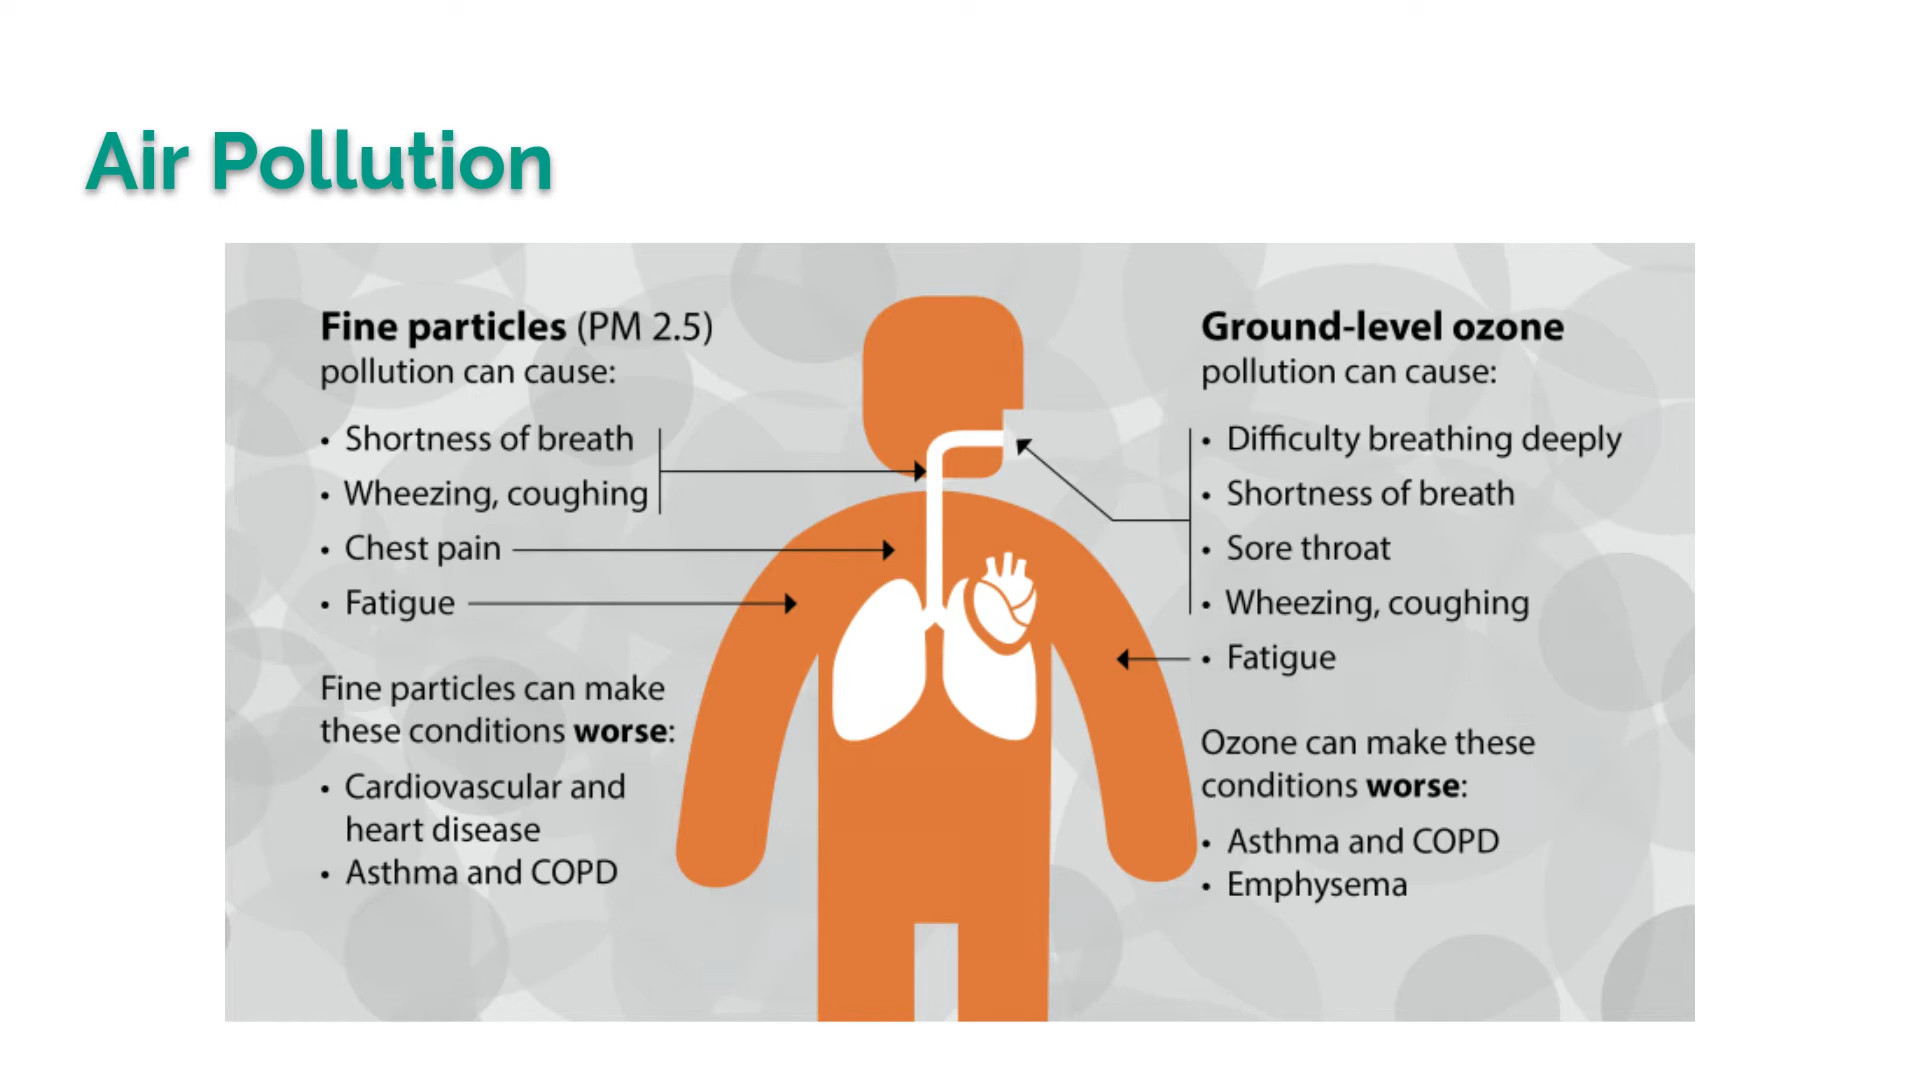 Air Pollution
Fine particles (PM 2.5)
pollution can cause:
• Shortness of breath
• Wheezing, coughing
• Chest pain
• Fatigue
Fine particles can make
these conditions worse:
• Cardiovascular and
heart disease
• Asthma and COPD
Ground-level ozone
pollution can cause:
• Difficulty breathing deeply
• Shortness of breath
• Sore throat
• Wheezing, coughing
• Fatigue
Ozone can make these
conditions worse:
• Asthma and COPD
• Emphysema